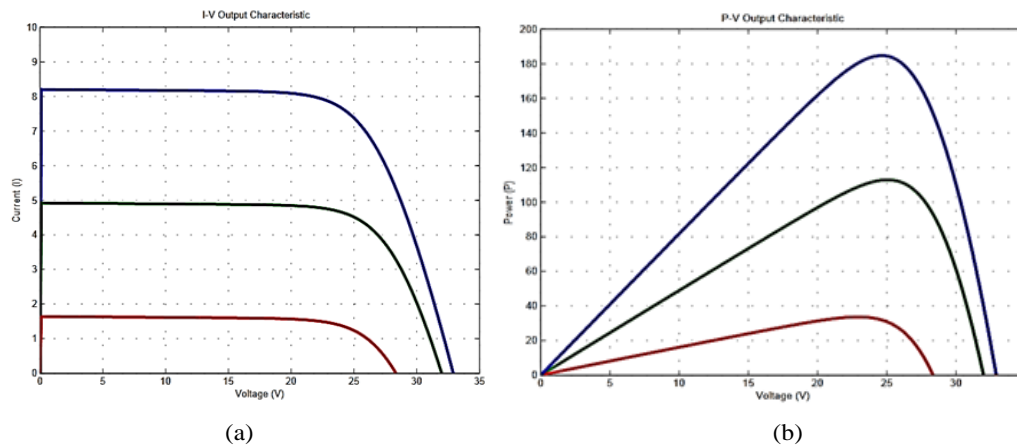 I-V Output Characteristic
Current (I)
10
9
8
7
6
5
4
3
2
1
0
0 5 10 15 20 25 30 35
Voltage (V)
(a)
P-V Output Characteristic
Power (P)
200
180
160
140
120
100
80
60
40
20
0
0 5 10 15 20 25 30
Voltage (V)
(b)